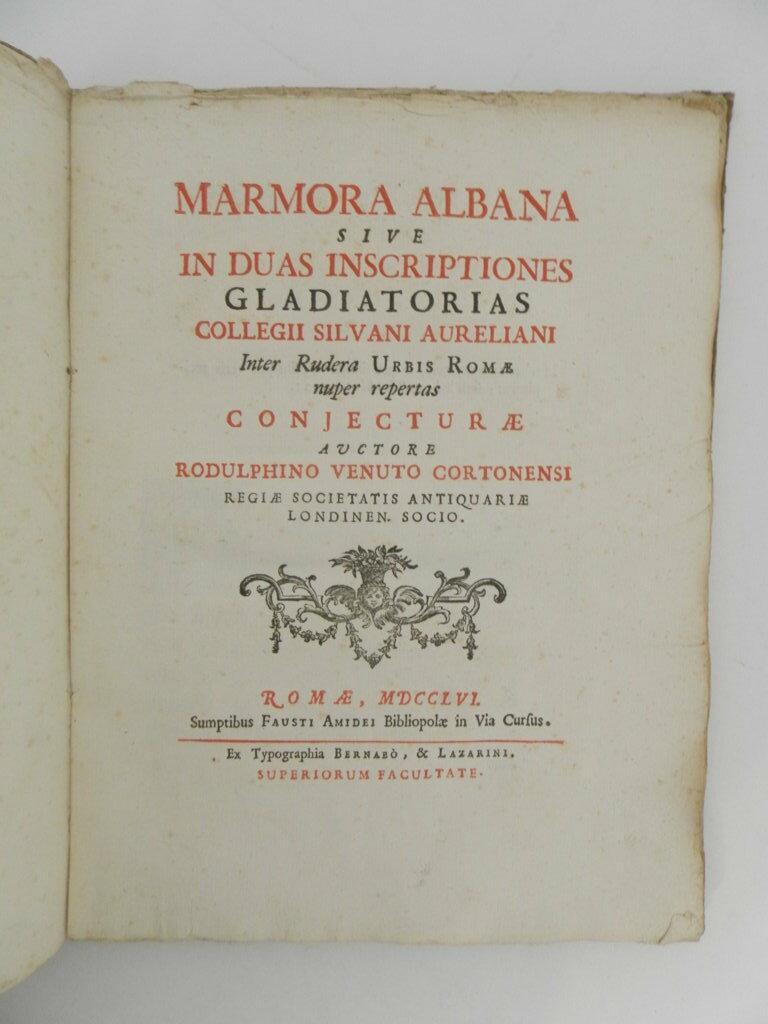 MARMORA ALBANA
SIVE
IN DUAS INSCRIPTIONES
GLADIATORIAS
COLLEGII SILVANI AURELIANI
Inter Rudera URBIS ROMÆ
nuper repertas
CONJECTURÆ
AVCTORE
RODULPHINO VENUTO CORTONENSI
REGIÆ SOCIETATIS ANTIQUARIÆ
LONDINEN. SOCIO.
ROMÆ, MDCCLVI.
Sumptibus FAUSTI AMIDEI Bibliopolæ in Via Curſus.
Ex Typographia BERNABÒ, & LAZARINI.
SUPERIORUM FACULTATE.